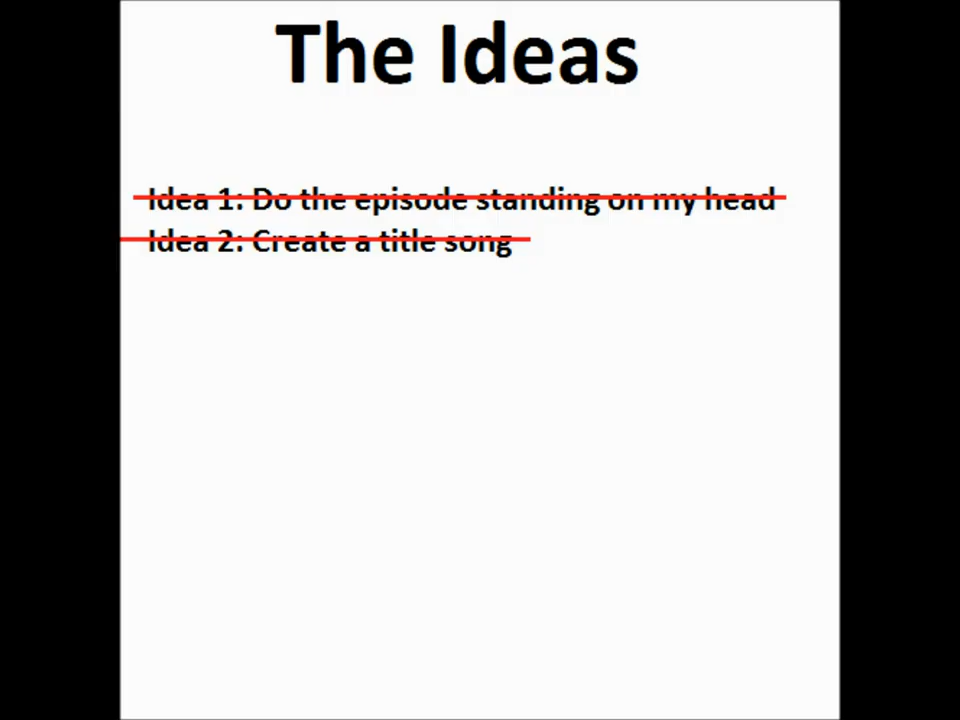 The Ideas
Idea 1: Do the episode standing on my head
Idea 2: Create a title song